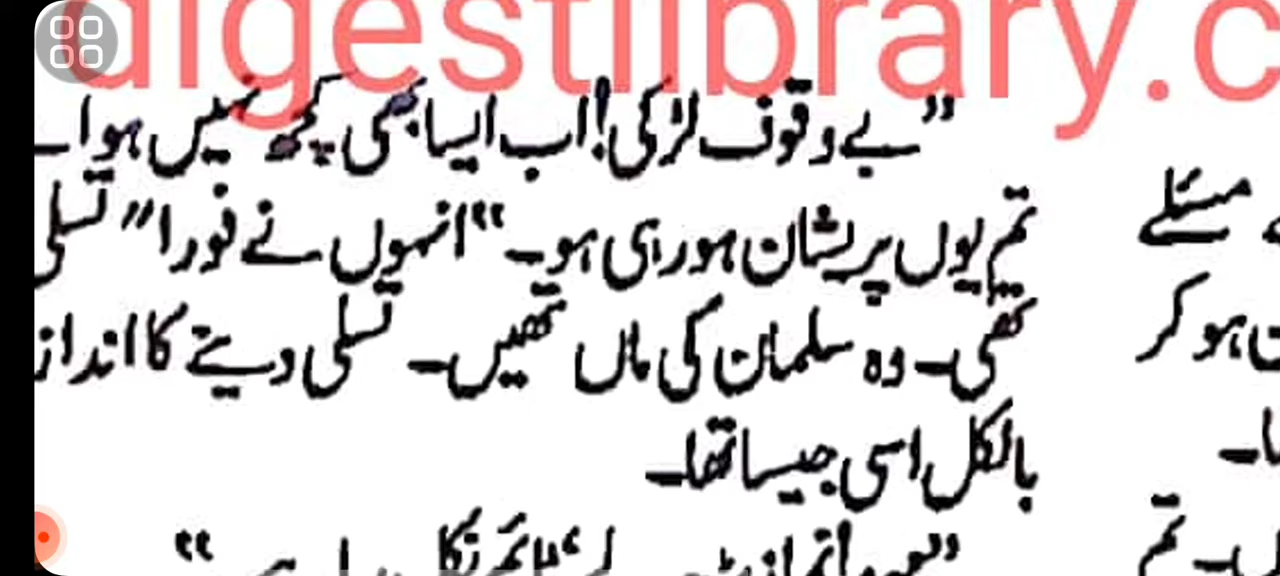 digestlibrary.c
”بے وقوف لڑکی! اب ایسا بھی کچھ نہیں ہوا۔
تم یوں پریشان ہو رہی ہو۔“ انہوں نے فورا” تسلی
تھی۔ وہ سلمان کی ماں تھیں۔ تسلی دینے کا انداز
بالکل اسی جیسا تھا۔
مسئلے
ہو کر
تم